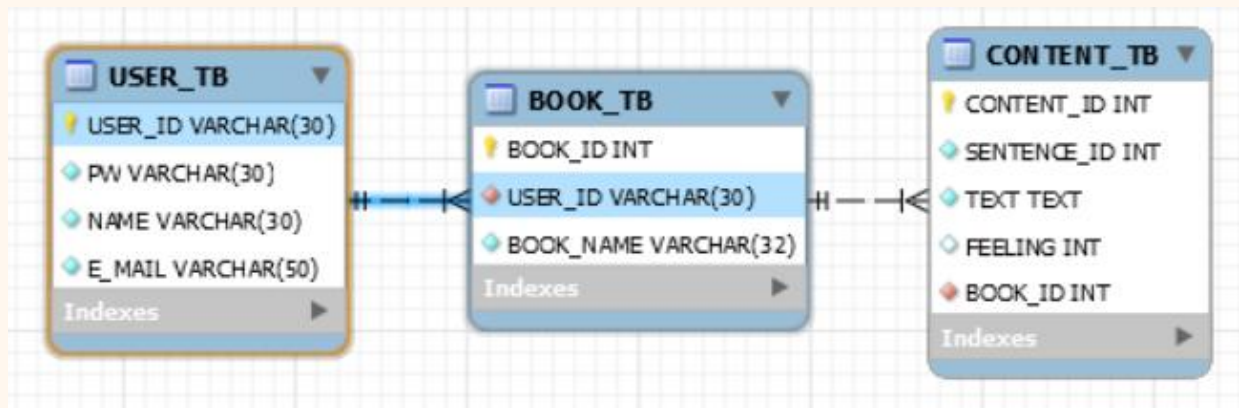 USER_TB
USER_ID VARCHAR(30)
PW VARCHAR(30)
NAME VARCHAR(30)
E_MAIL VARCHAR(50)
Indexes
BOOK_TB
BOOK_ID INT
USER_ID VARCHAR(30)
BOOK_NAME VARCHAR(32)
Indexes
CONTENT_TB
CONTENT_ID INT
SENTENCE_ID INT
TEXT TEXT
FEELING INT
BOOK_ID INT
Indexes